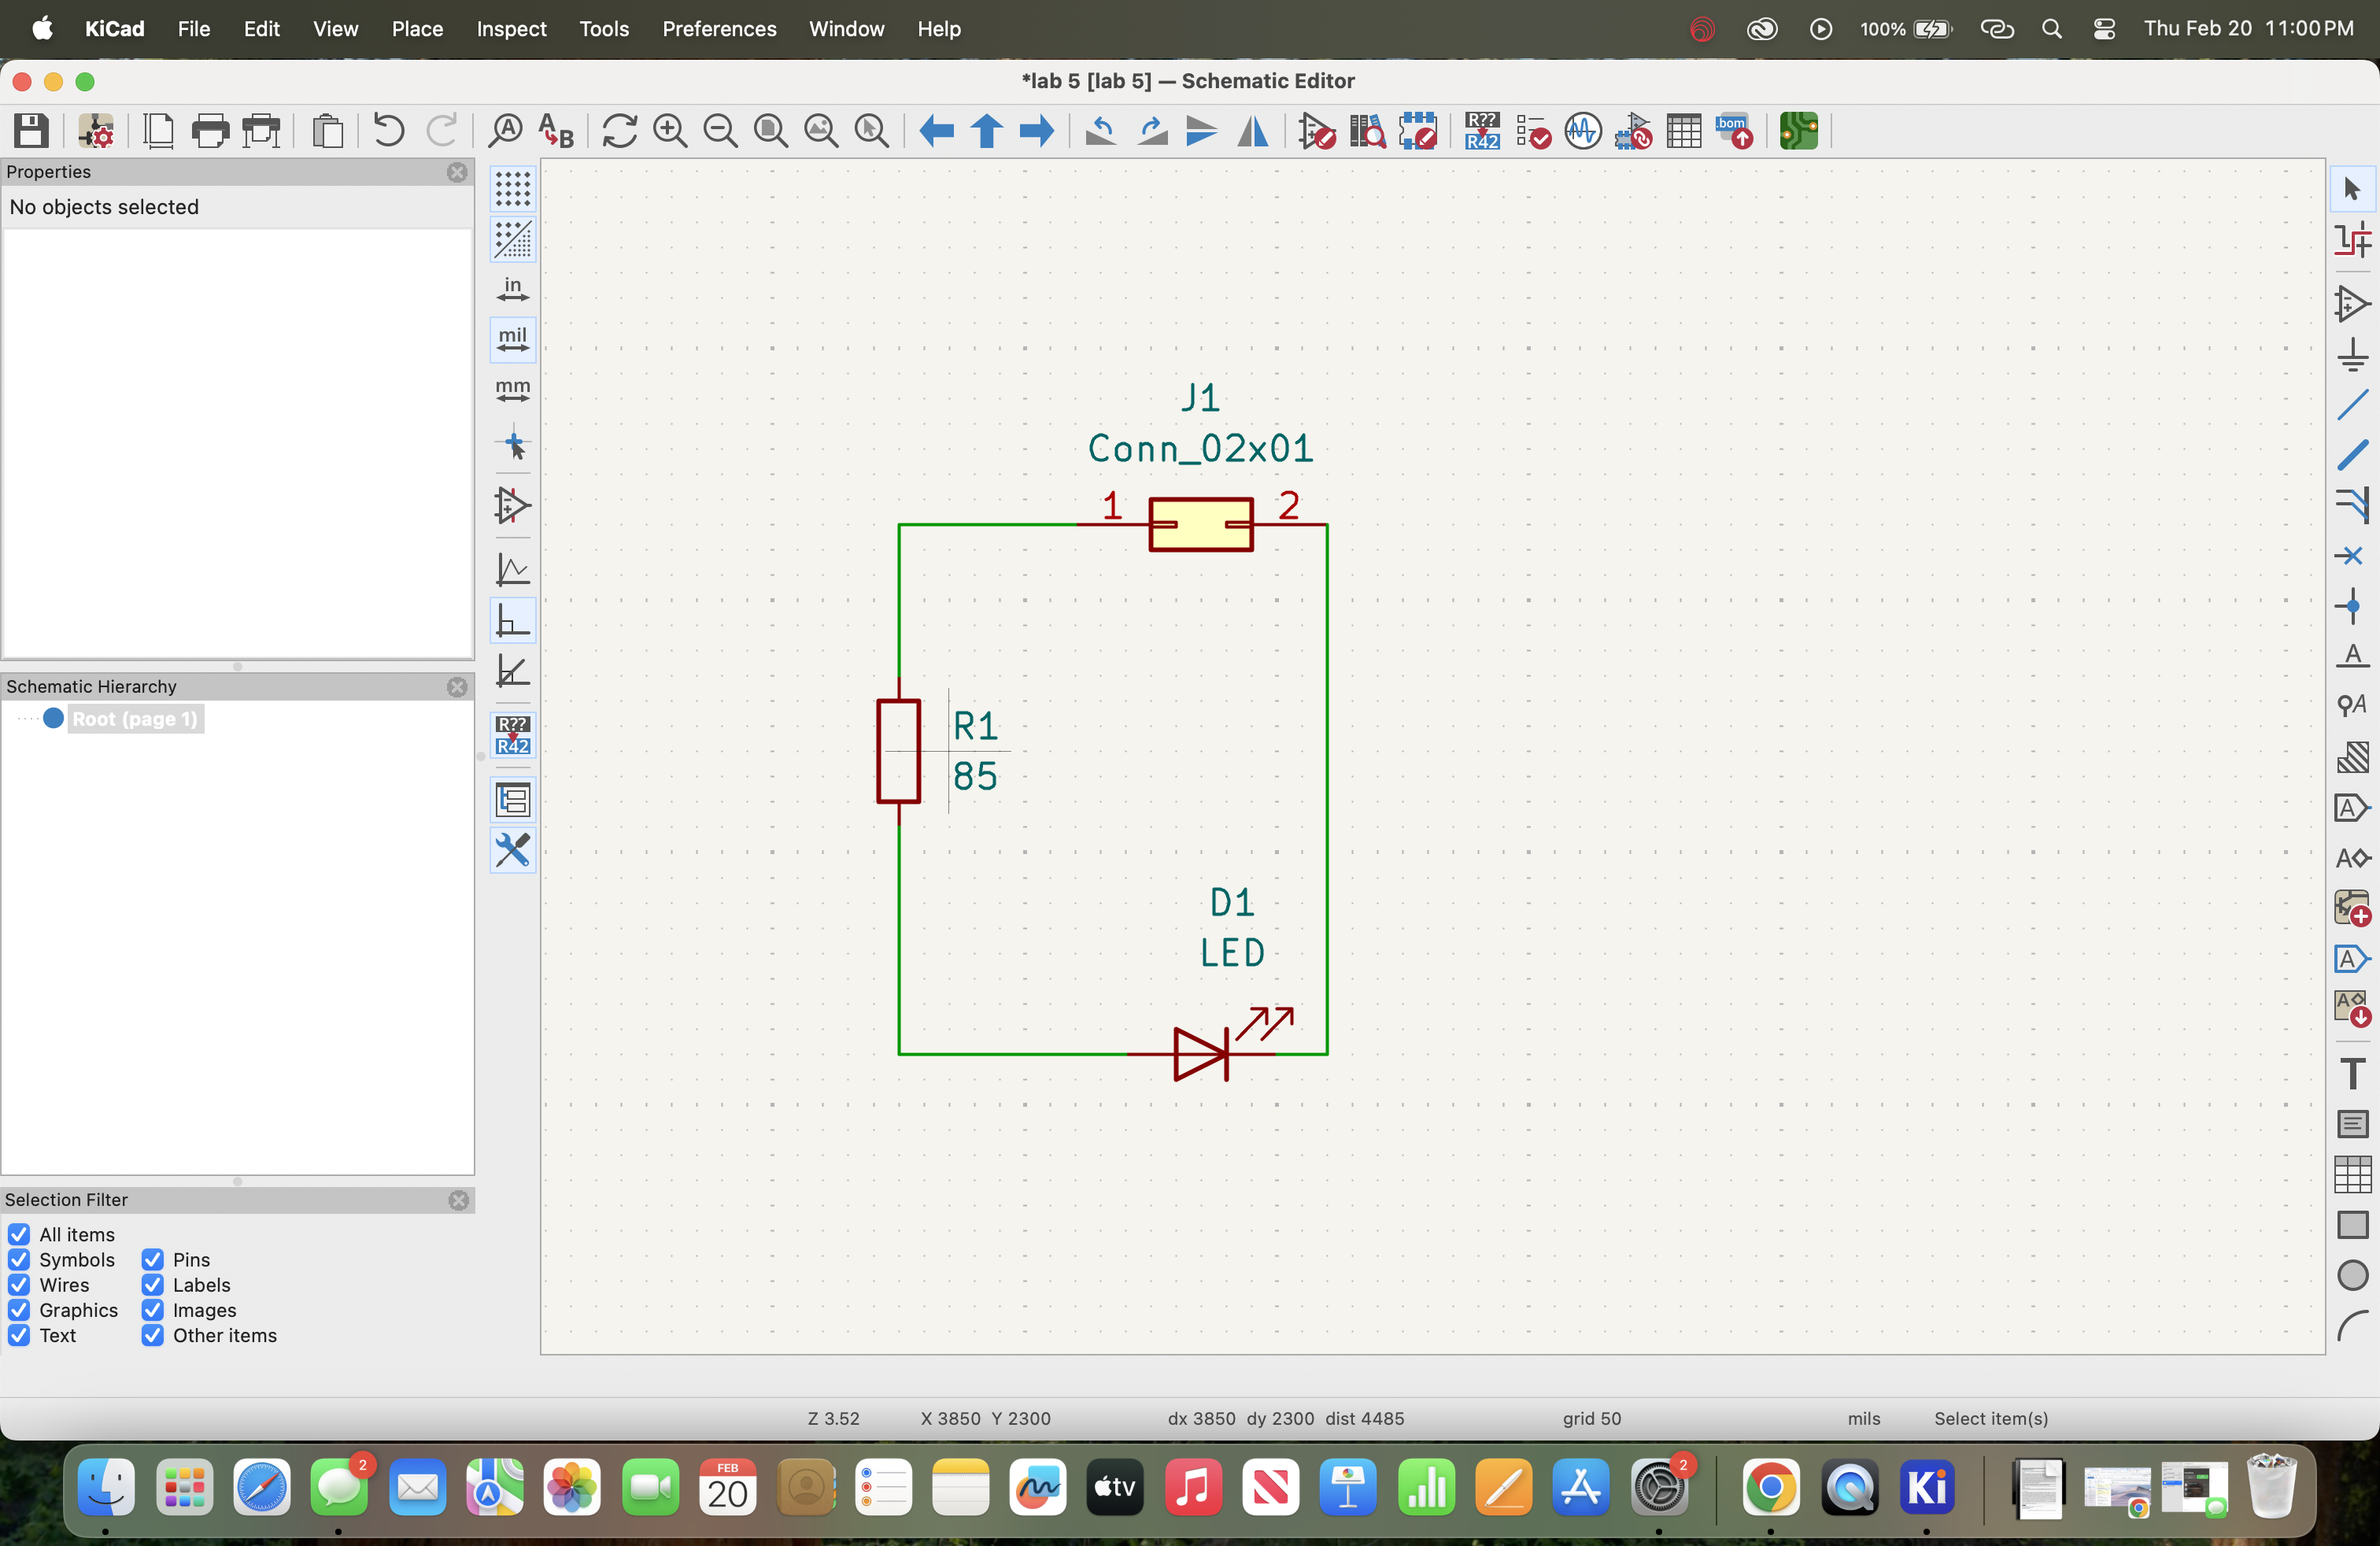 KiCad File Edit View Place Inspect Tools Preferences Window Help 100% Thu Feb 20 11:00 PM
*lab 5 [lab 5] — Schematic Editor
A A B R?? R42 .bom
Properties
No objects selected
in
mil
mm
J1
Conn_02x01
1 2
Schematic Hierarchy
Root (page 1)
R??
R42
R1
85
D1
LED
A
A
A
A
A
A
T
Selection Filter
All items
Symbols Pins
Wires Labels
Graphics Images
Text Other items
Z 3.52 X 3850 Y 2300 dx 3850 dy 2300 dist 4485 grid 50 mils Select item(s)
2 FEB 20 tv 2 Ki